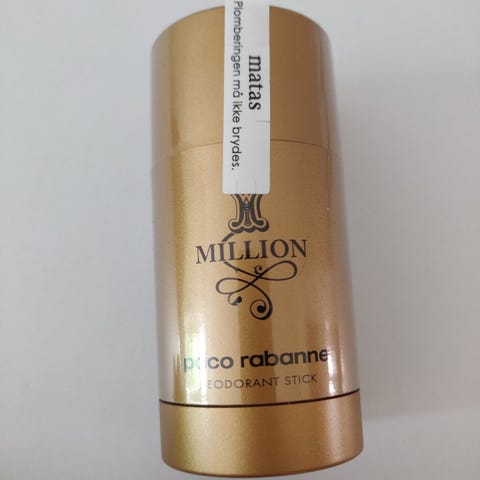 matas
Plomberingen må ikke brydes.
MILLION
paco rabanne
EODORANT STICK